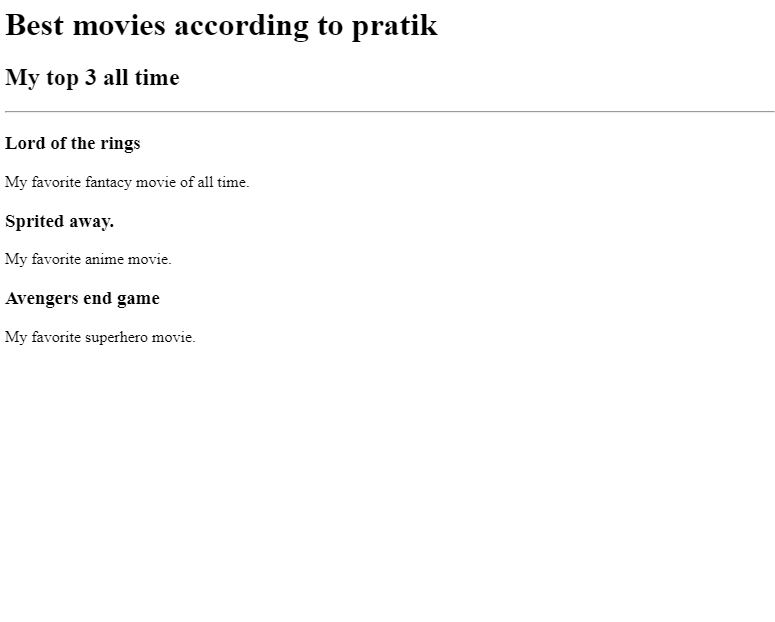 Best movies according to pratik
My top 3 all time
Lord of the rings
My favorite fantacy movie of all time.
Sprited away.
My favorite anime movie.
Avengers end game
My favorite superhero movie.